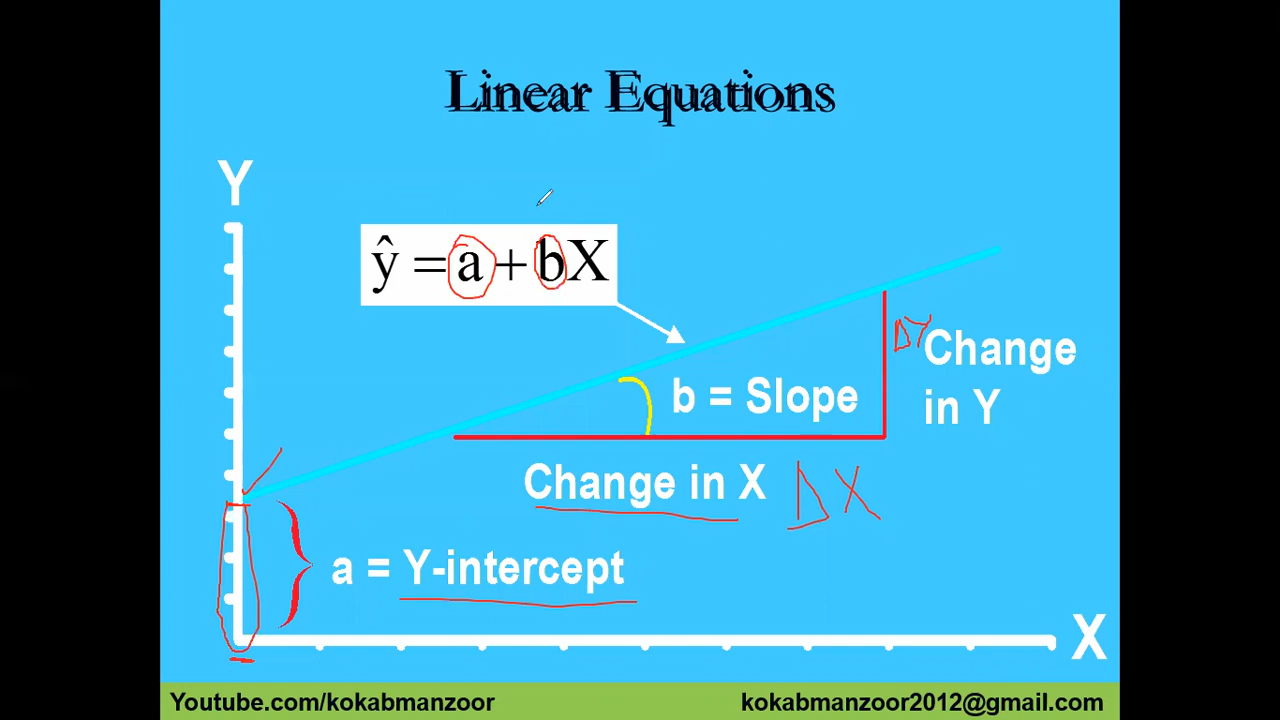 Linear Equations
Y
ŷ = a + bX
ΔY
Change
in Y
b = Slope
Change in X ΔX
a = Y-intercept
X
Youtube.com/kokabmanzoor
kokabmanzoor2012@gmail.com